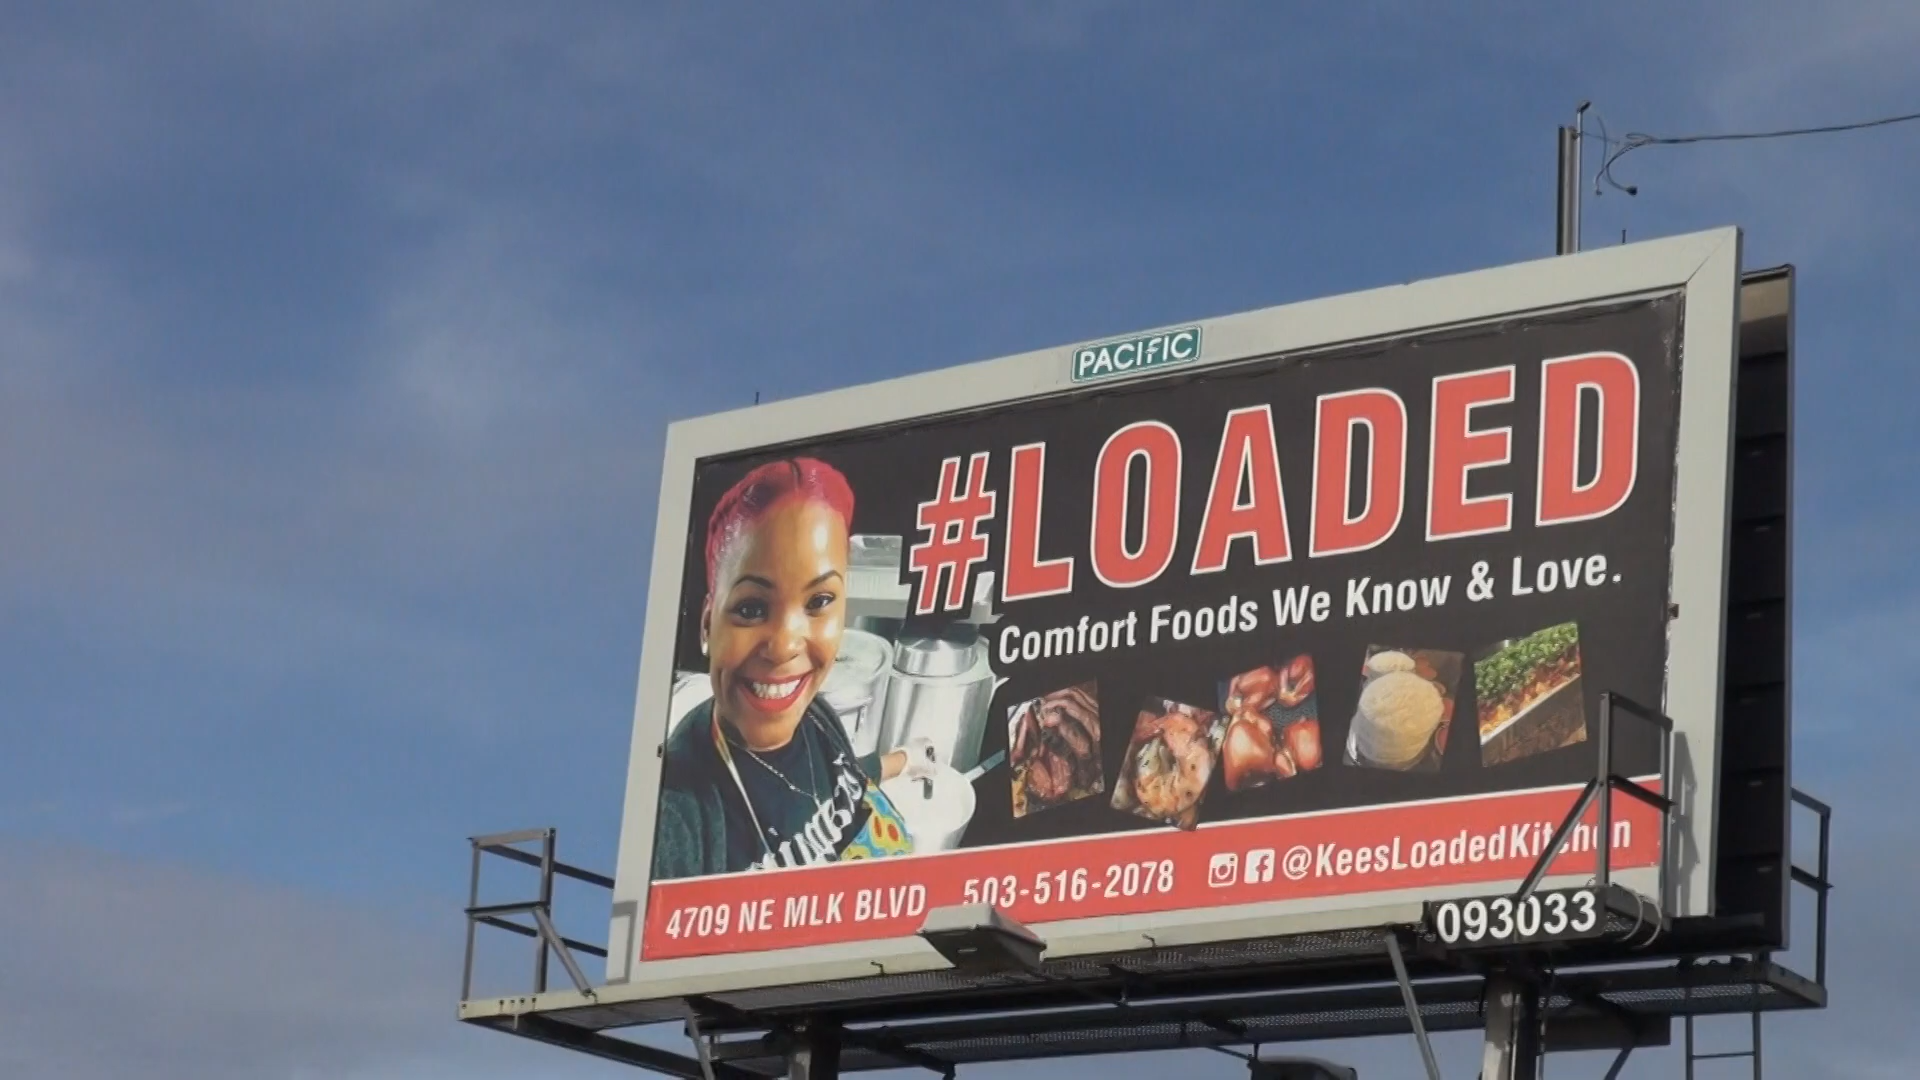 PACIFIC
#LOADED
Comfort Foods We Know & Love.
4709 NE MLK BLVD 503-516-2078 @KeesLoadedKitchen
093033